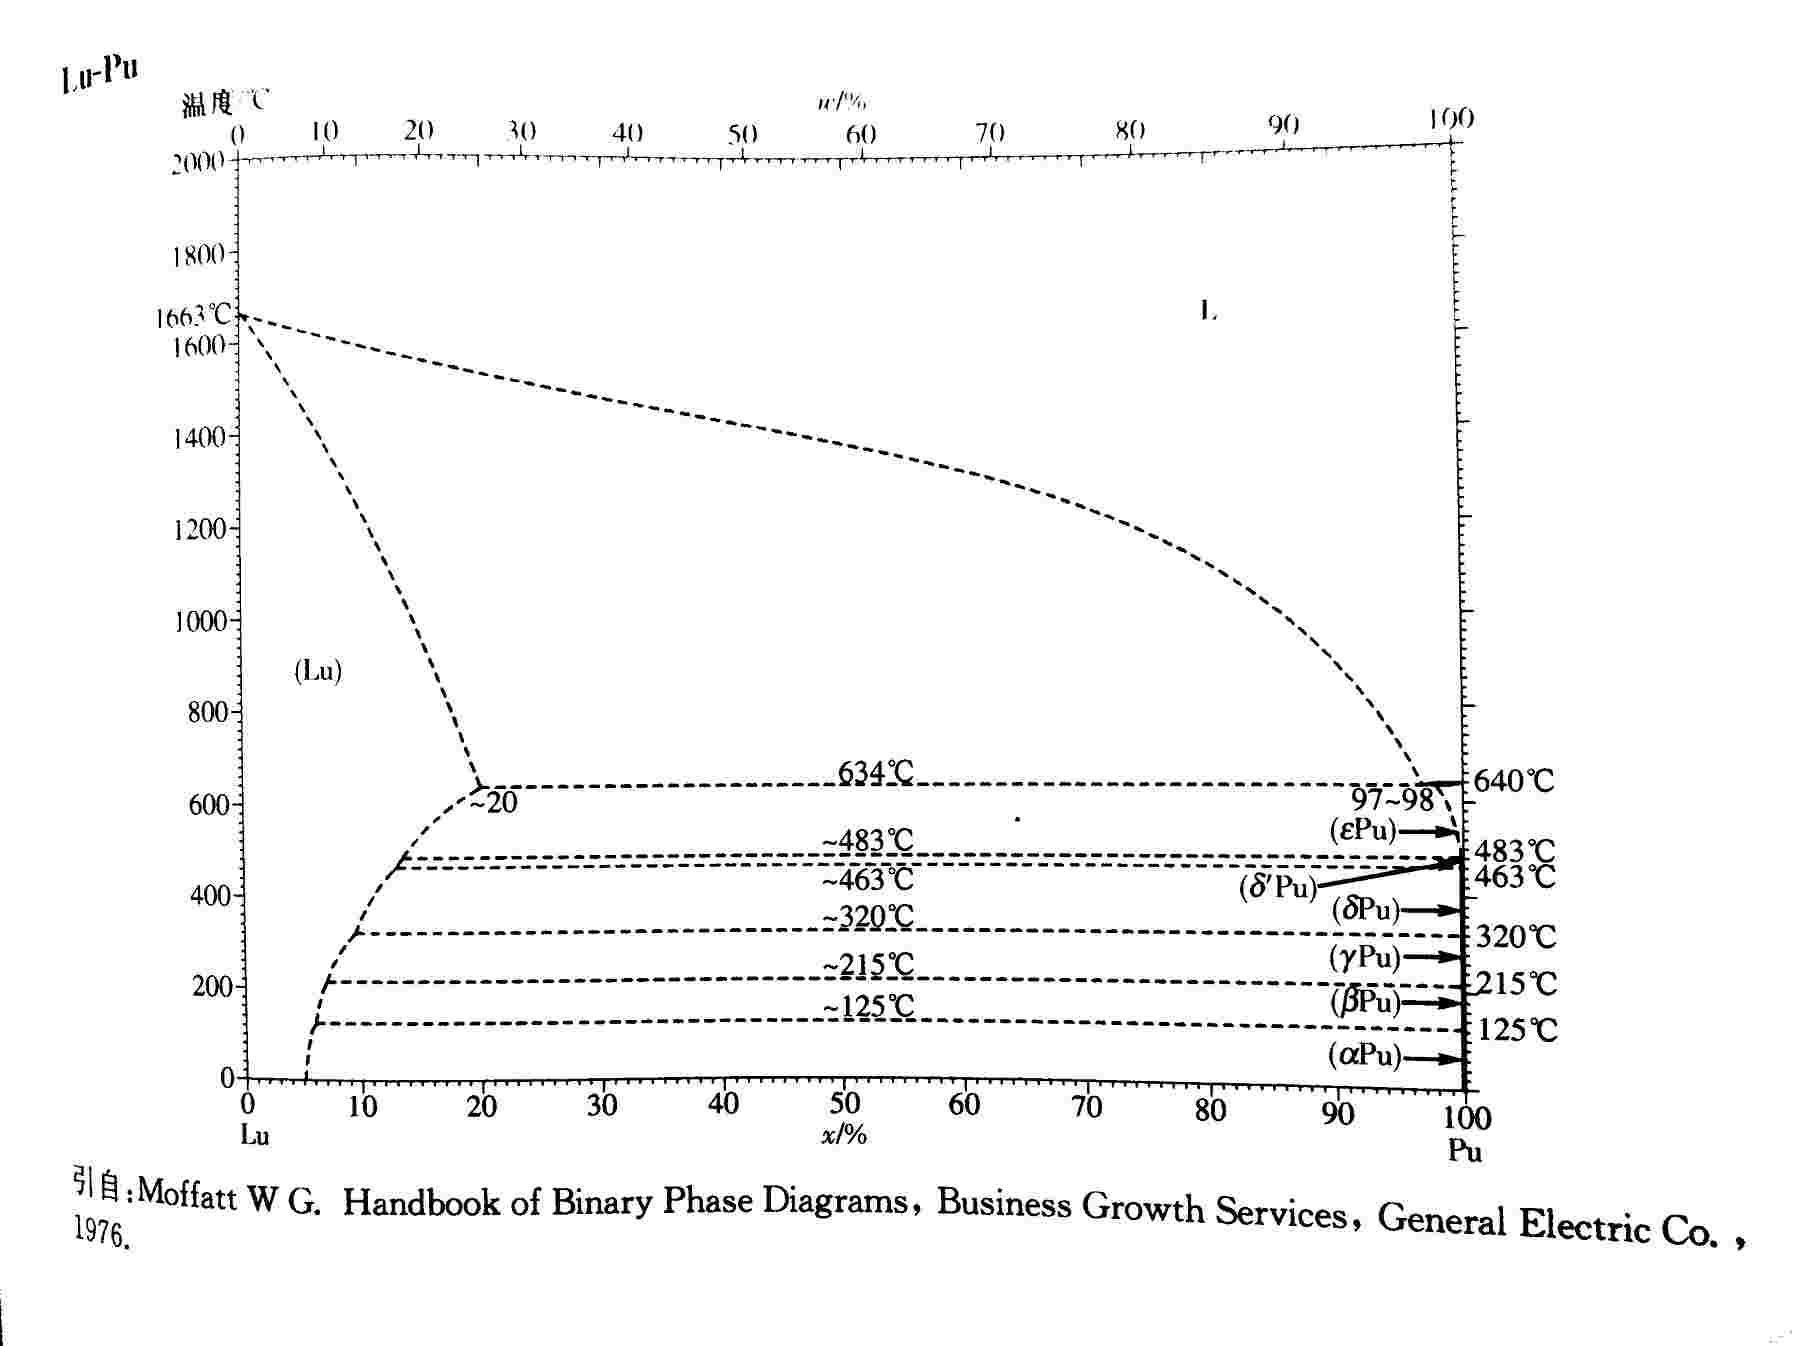 Lu-Pu
温度/℃
w/%
0 10 20 30 40 50 60 70 80 90 100
2000
1800
1663℃
L
1600
1400
1200
1000
(Lu)
800
634℃ 640℃
600 ~20 97~98
(εPu)
~483℃ 483℃
~463℃ (δ′Pu) 463℃
400
~320℃ (δPu) 320℃
(γPu)
~215℃ 215℃
200
~125℃ (βPu) 125℃
(αPu)
0
0 10 20 30 40 50 60 70 80 90 100
Lu x/% Pu
引自:Moffatt W G. Handbook of Binary Phase Diagrams, Business Growth Services, General Electric Co. ,
1976.